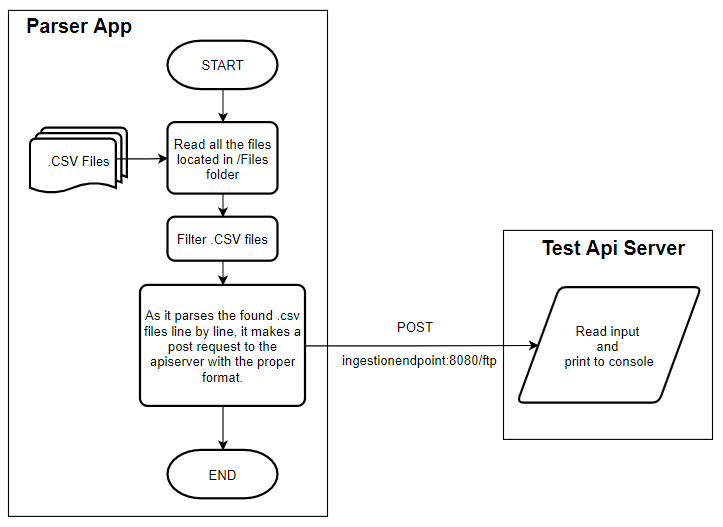 Parser App
START
Read all the files
located in /Files
folder
.CSV Files
Filter .CSV files
As it parses the found .csv
files line by line, it makes a
post request to the
apiserver with the proper
format.
END
POST
ingestionendpoint:8080/ftp
Test Api Server
Read input
and
print to console